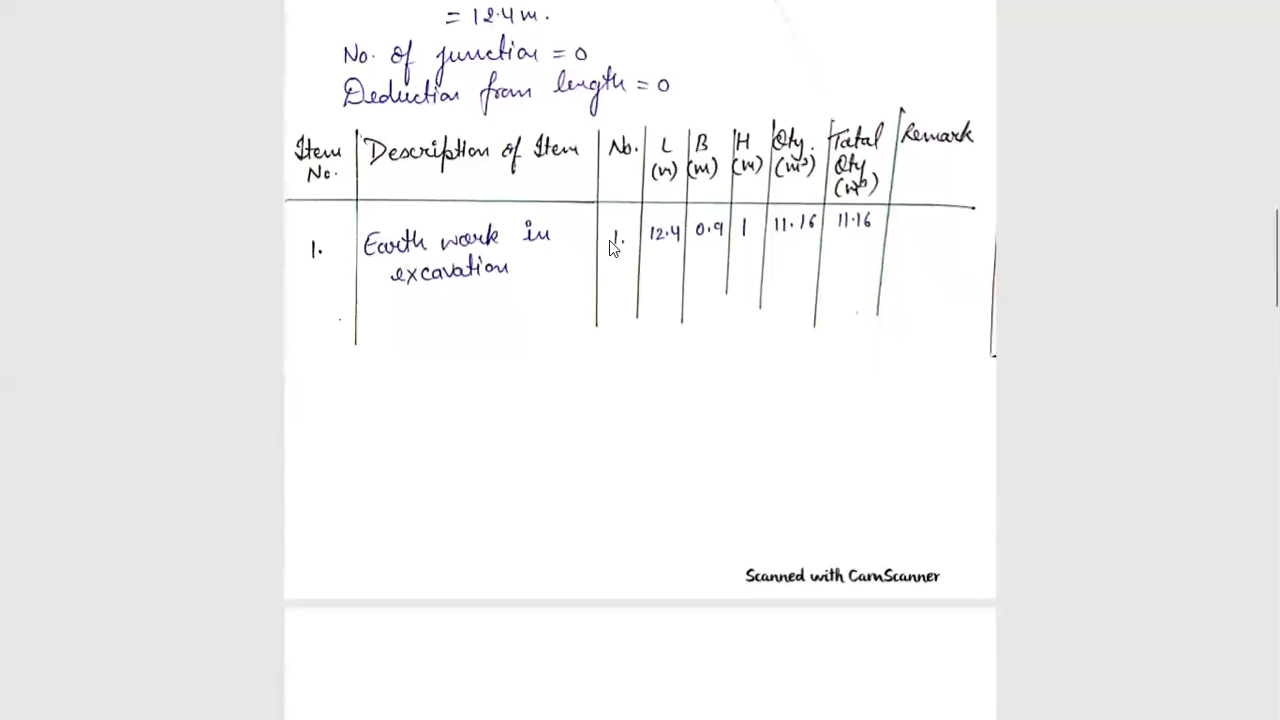 = 12.4m.
No. of junction = 0
Deduction from length = 0
Item No. Description of Item No. L (m) B (m) H (m) Qty. (m³) Total Qty (m³) Remark
1. Earth work in excavation 1. 12.4 0.9 1 11.16 11.16
Scanned with CamScanner